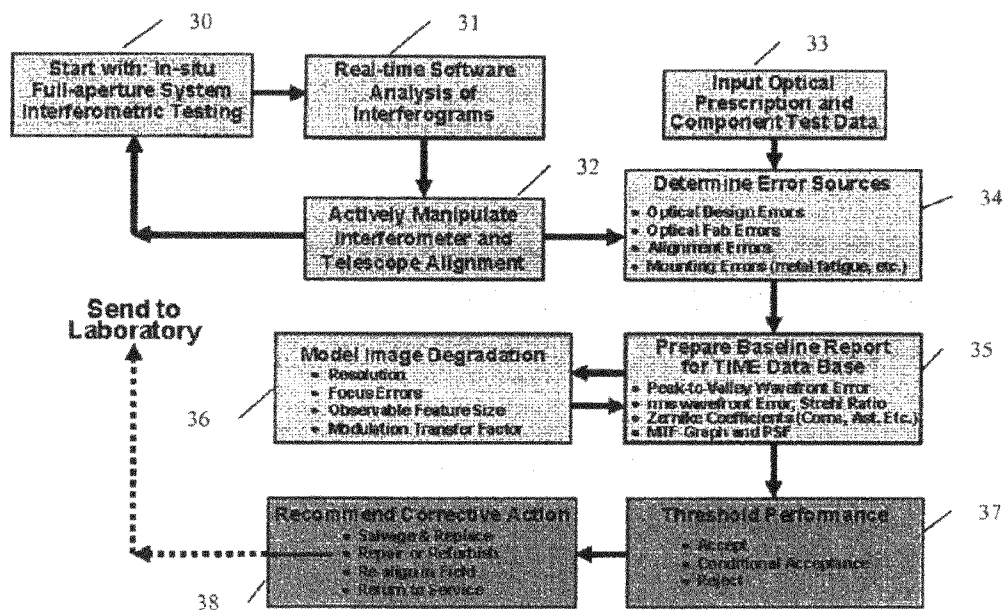 30
Start with: In-situ
Full-aperture System
Interferometric Testing
31
Real-time Software
Analysis of
Interferograms
32
Actively Manipulate
Interferometer and
Telescope Alignment
33
Input Optical
Prescription and
Component Test Data
34
Determine Error Sources
• Optical Design Errors
• Optical Fab Errors
• Alignment Errors
• Mounting Errors (metal fatigue, etc.)
35
Prepare Baseline Report
for TIME Data Base
• Peak-to-Valley Wavefront Error
• rms wavefront Error, Strehl Ratio
• Zernike Coefficients (Coma, Ast. Etc.)
• MTF Graph and PSF
36
Model Image Degradation
• Resolution
• Focus Errors
• Observable Feature Size
• Modulation Transfer Factor
37
Threshold Performance
• Accept
• Conditional Acceptance
• Reject
38
Recommend Corrective Action
• Salvage & Replace
• Repair or Refurbish
• Re-align in Field
• Return to Service
Send to
Laboratory